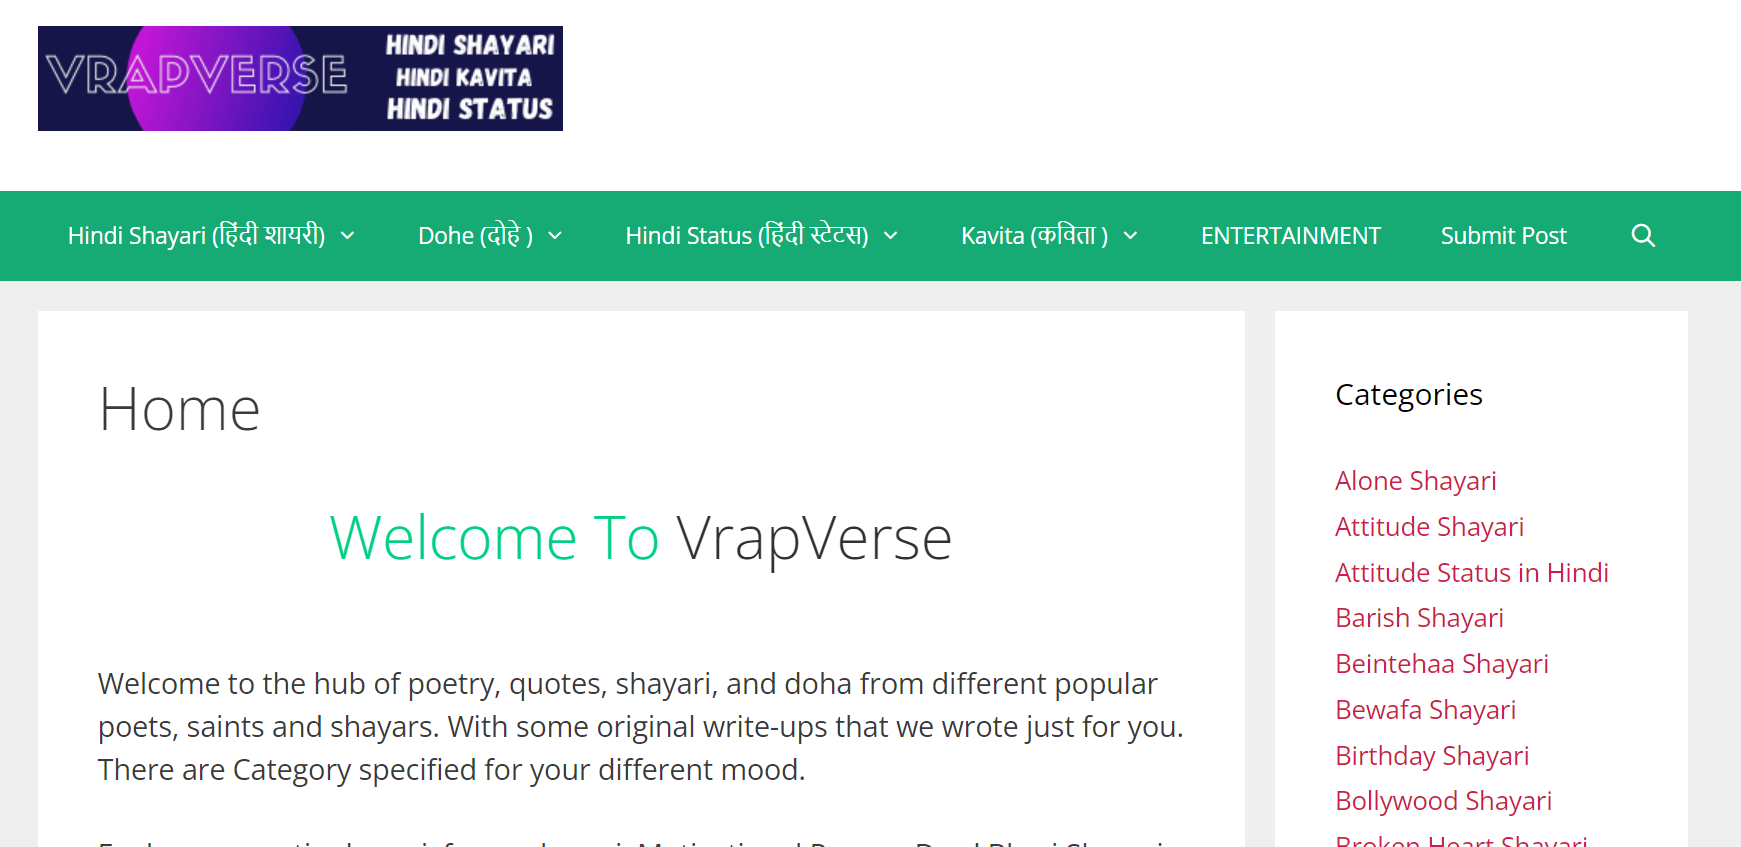 VRAPVERSE
HINDI SHAYARI
HINDI KAVITA
HINDI STATUS
Hindi Shayari (हिंदी शायरी)
Dohe (दोहे )
Hindi Status (हिंदी स्टेटस)
Kavita (कविता )
ENTERTAINMENT
Submit Post
Home
Welcome To VrapVerse
Welcome to the hub of poetry, quotes, shayari, and doha from different popular
poets, saints and shayars. With some original write-ups that we wrote just for you.
There are Category specified for your different mood.
Categories
Alone Shayari
Attitude Shayari
Attitude Status in Hindi
Barish Shayari
Beintehaa Shayari
Bewafa Shayari
Birthday Shayari
Bollywood Shayari
Broken Heart Shayari